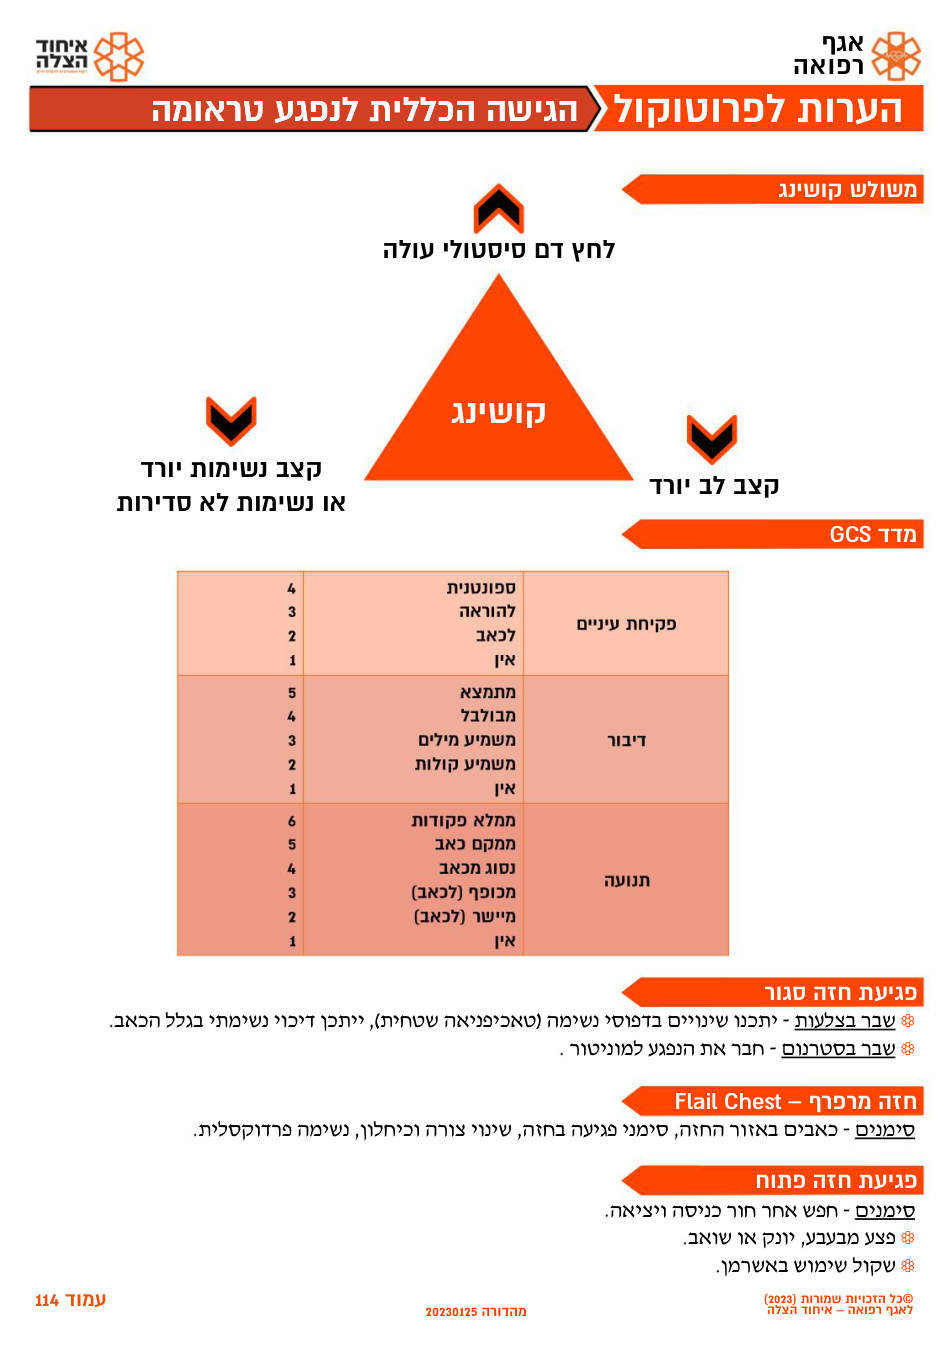 אגף
רפואה
איחוד
הצלה
הערות לפרוטוקול
הגישה הכללית לנפגע טראומה
משולש קושינג
לחץ דם סיסטולי עולה
קושינג
קצב לב יורד
קצב נשימות יורד
או נשימות לא סדירות
מדד GCS
פקיחת עיניים
ספונטנית 4
להוראה 3
לכאב 2
אין 1
דיבור
מתמצא 5
מבולבל 4
משמיע מילים 3
משמיע קולות 2
אין 1
תנועה
ממלא פקודות 6
ממקם כאב 5
נסוג מכאב 4
מכופף (לכאב) 3
מיישר (לכאב) 2
אין 1
פגיעת חזה סגור
שבר בצלעות - יתכנו שינויים בדפוסי נשימה (טאכיפניאה שטחית), ייתכן דיכוי נשימתי בגלל הכאב.
שבר בסטרנום - חבר את הנפגע למוניטור .
חזה מרפרף – Flail Chest
סימנים - כאבים באזור החזה, סימני פגיעה בחזה, שינוי צורה וכיחלון, נשימה פרדוקסלית.
פגיעת חזה פתוח
סימנים - חפש אחר חור כניסה ויציאה.
פצע מבעבע, יונק או שואב.
שקול שימוש באשרמן.
©כל הזכויות שמורות (2023)
לאגף רפואה – איחוד הצלה
מהדורה 20230125
עמוד 114